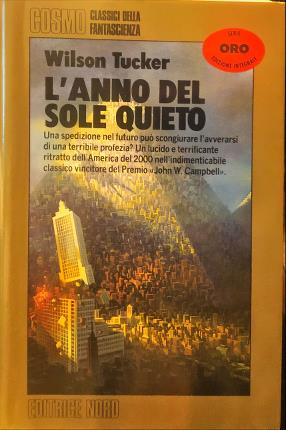 COSMO CLASSICI DELLA
FANTASCIENZA
SERIE
ORO
EDIZIONE INTEGRALE
Wilson Tucker
L'ANNO DEL
SOLE QUIETO
Una spedizione nel futuro può scongiurare l'avverarsi
di una terribile profezia? Un lucido e terrificante
ritratto dell'America del 2000 nell'indimenticabile
classico vincitore del Premio «John W. Campbell».
EDITRICE NORD